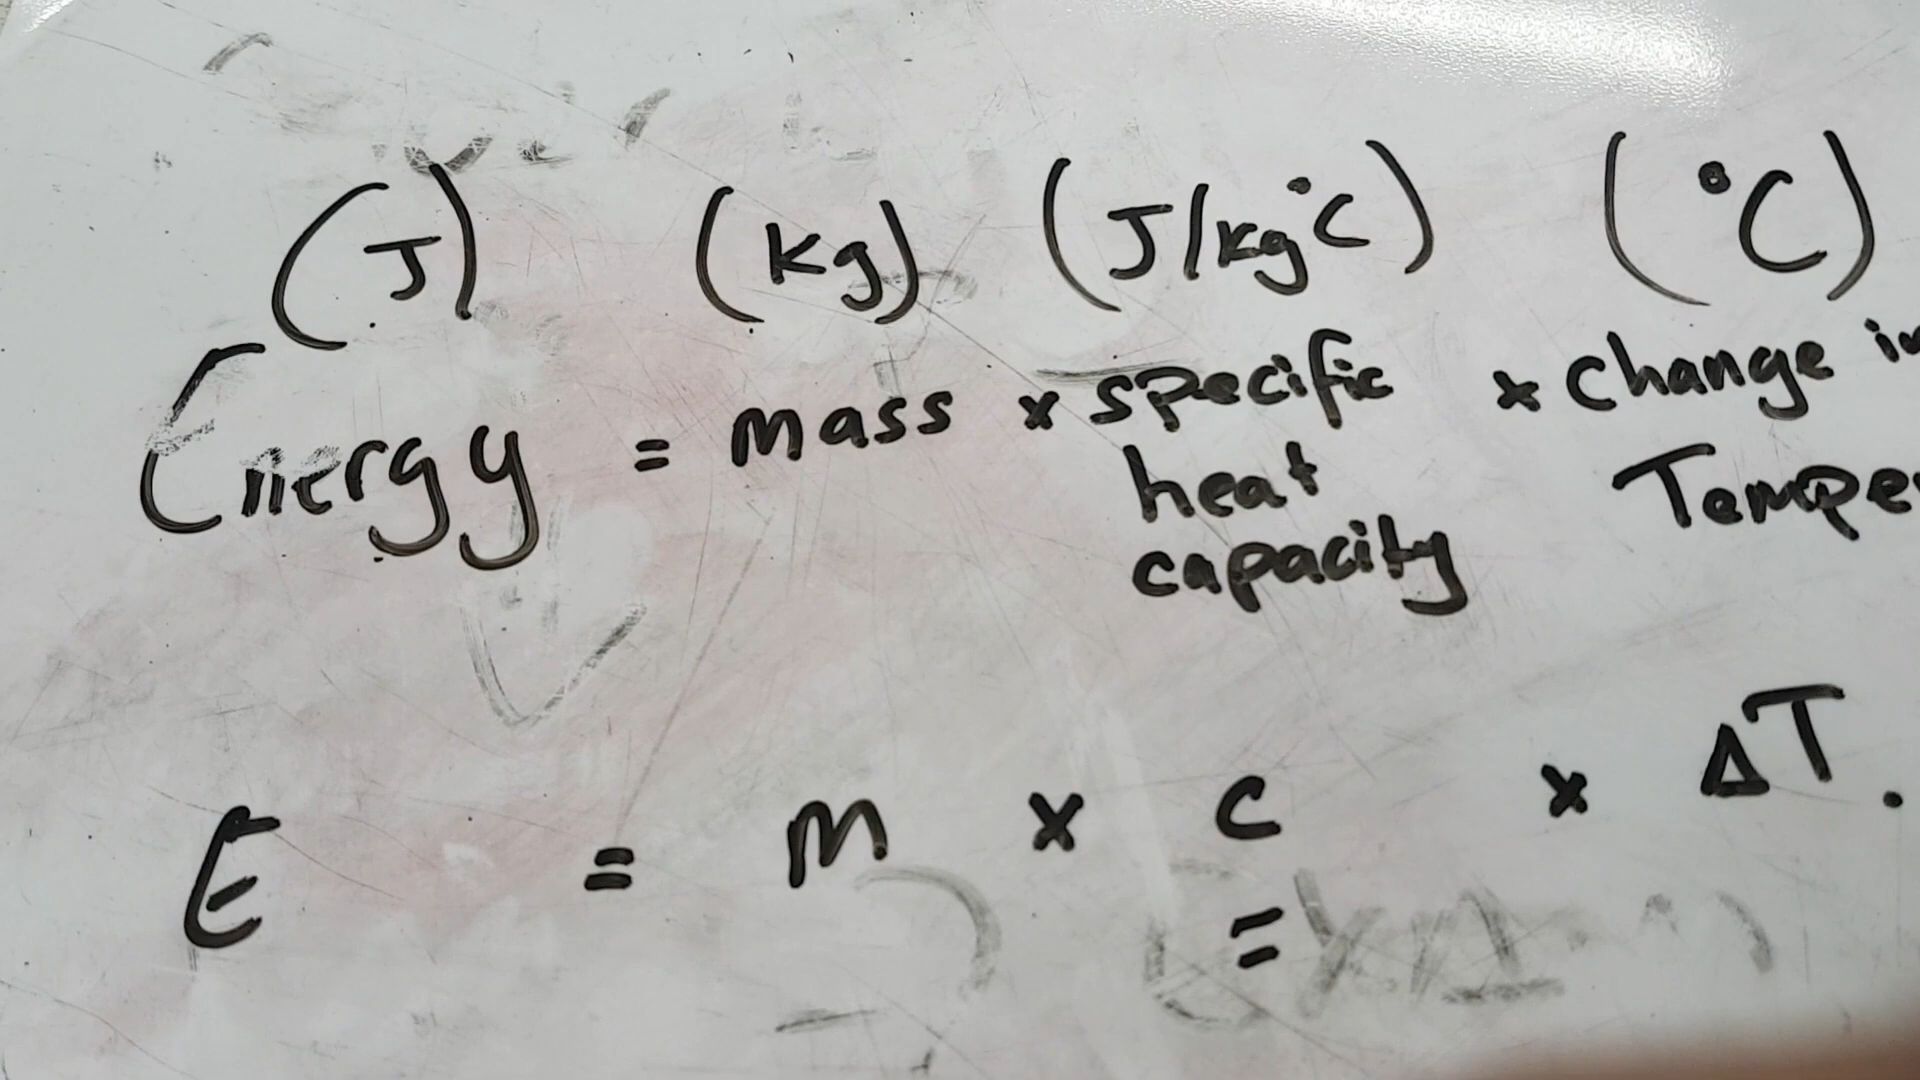 (J) (kg) (J/kg°C) (°C)
Energy = mass x specific x change in
heat Temper
capacity
E = m x c x ΔT.
=